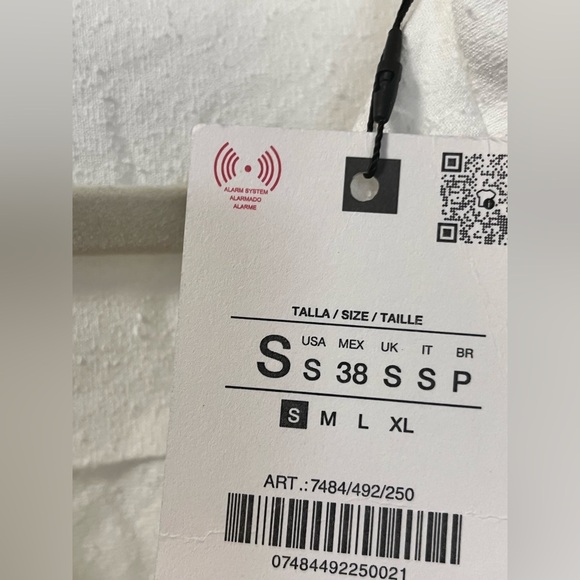 ALARM SYSTEM
ALARMADO
ALARME
TALLA / SIZE / TAILLE
USA MEX UK IT BR
S S 38 S S P
S M L XL
ART.:7484/492/250
07484492250021